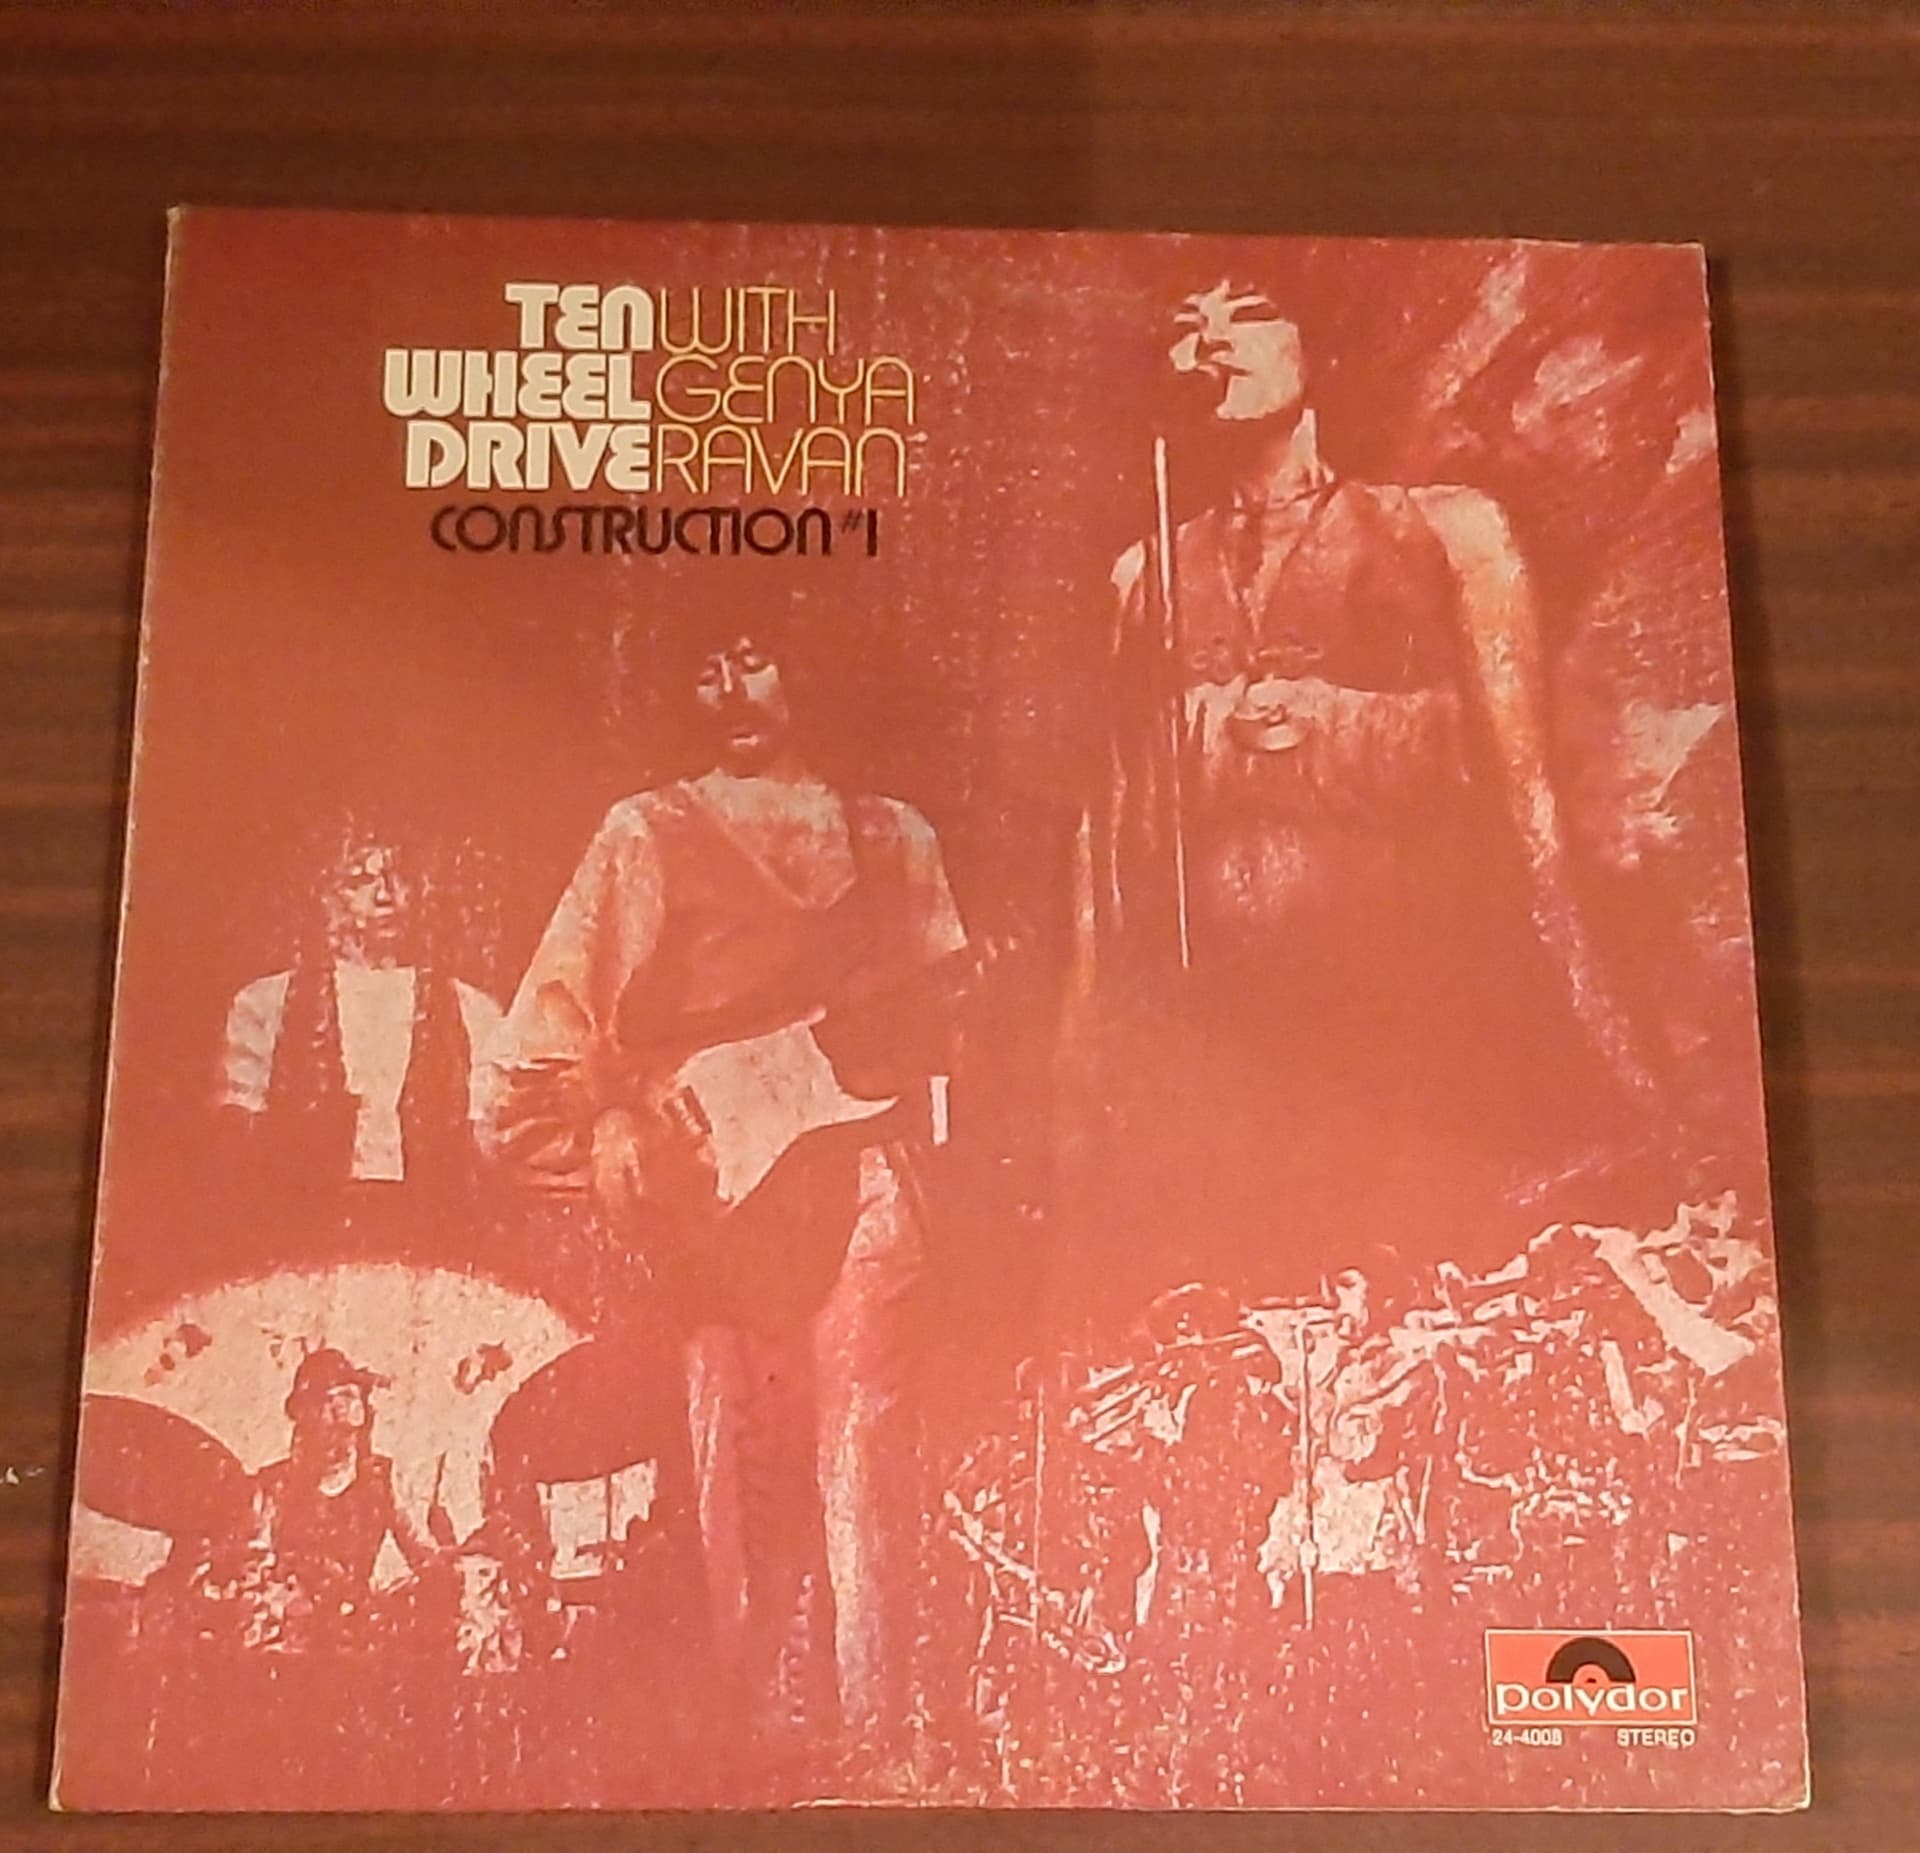 TEN WITH
WHEEL GENYA
DRIVE RAVAN
CONSTRUCTION #1
polydor
24-4008 STEREO